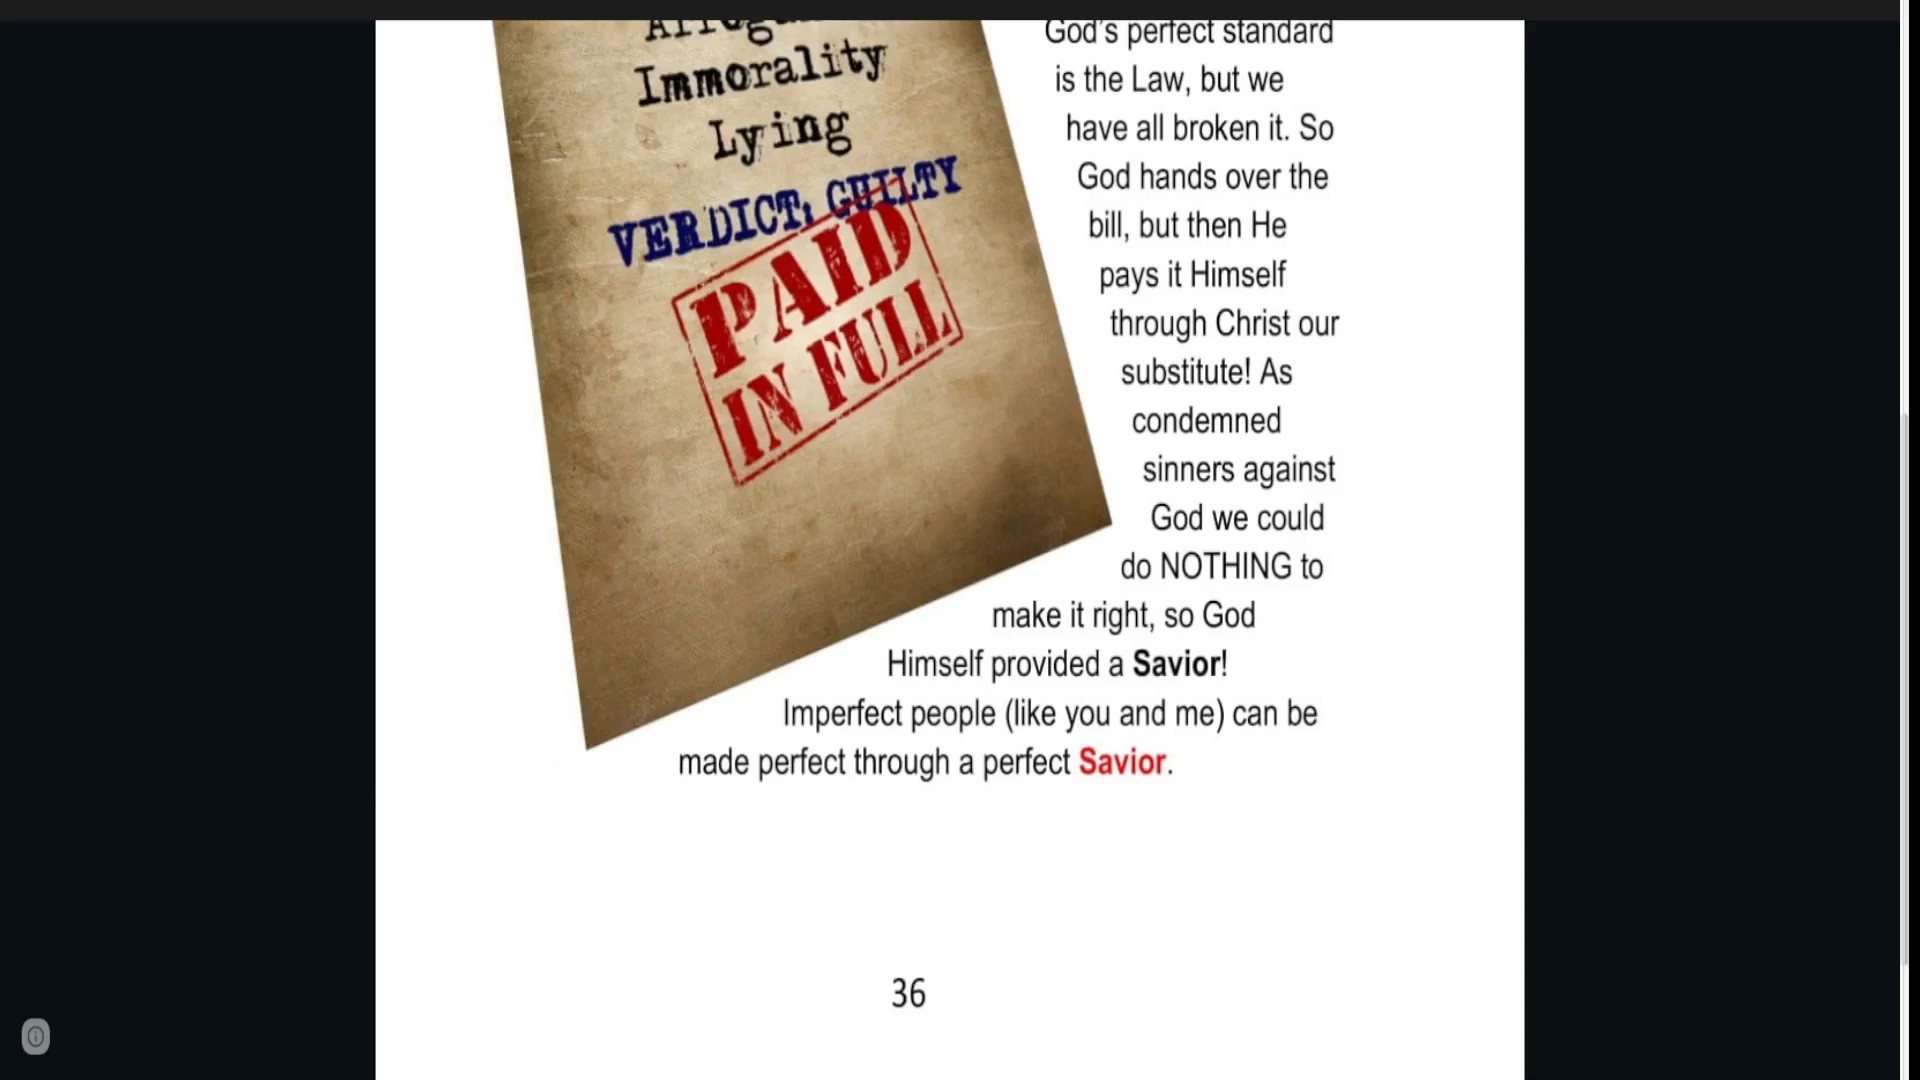 Immorality
Lying
VERDICT: GUILTY
PAID
IN FULL
God's perfect standard
is the Law, but we
have all broken it. So
God hands over the
bill, but then He
pays it Himself
through Christ our
substitute! As
condemned
sinners against
God we could
do NOTHING to
make it right, so God
Himself provided a Savior!
Imperfect people (like you and me) can be
made perfect through a perfect Savior.
36